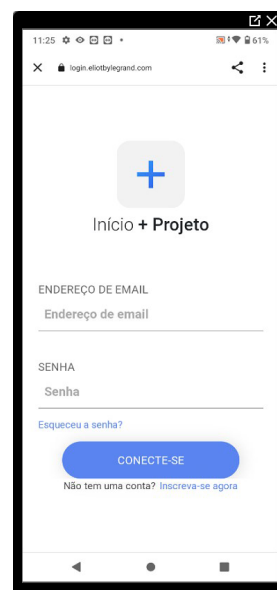 11:25
61%
login.eliotbylegrand.com
Início + Projeto
ENDEREÇO DE EMAIL
Endereço de email
SENHA
Senha
Esqueceu a senha?
CONECTE-SE
Não tem uma conta? Inscreva-se agora